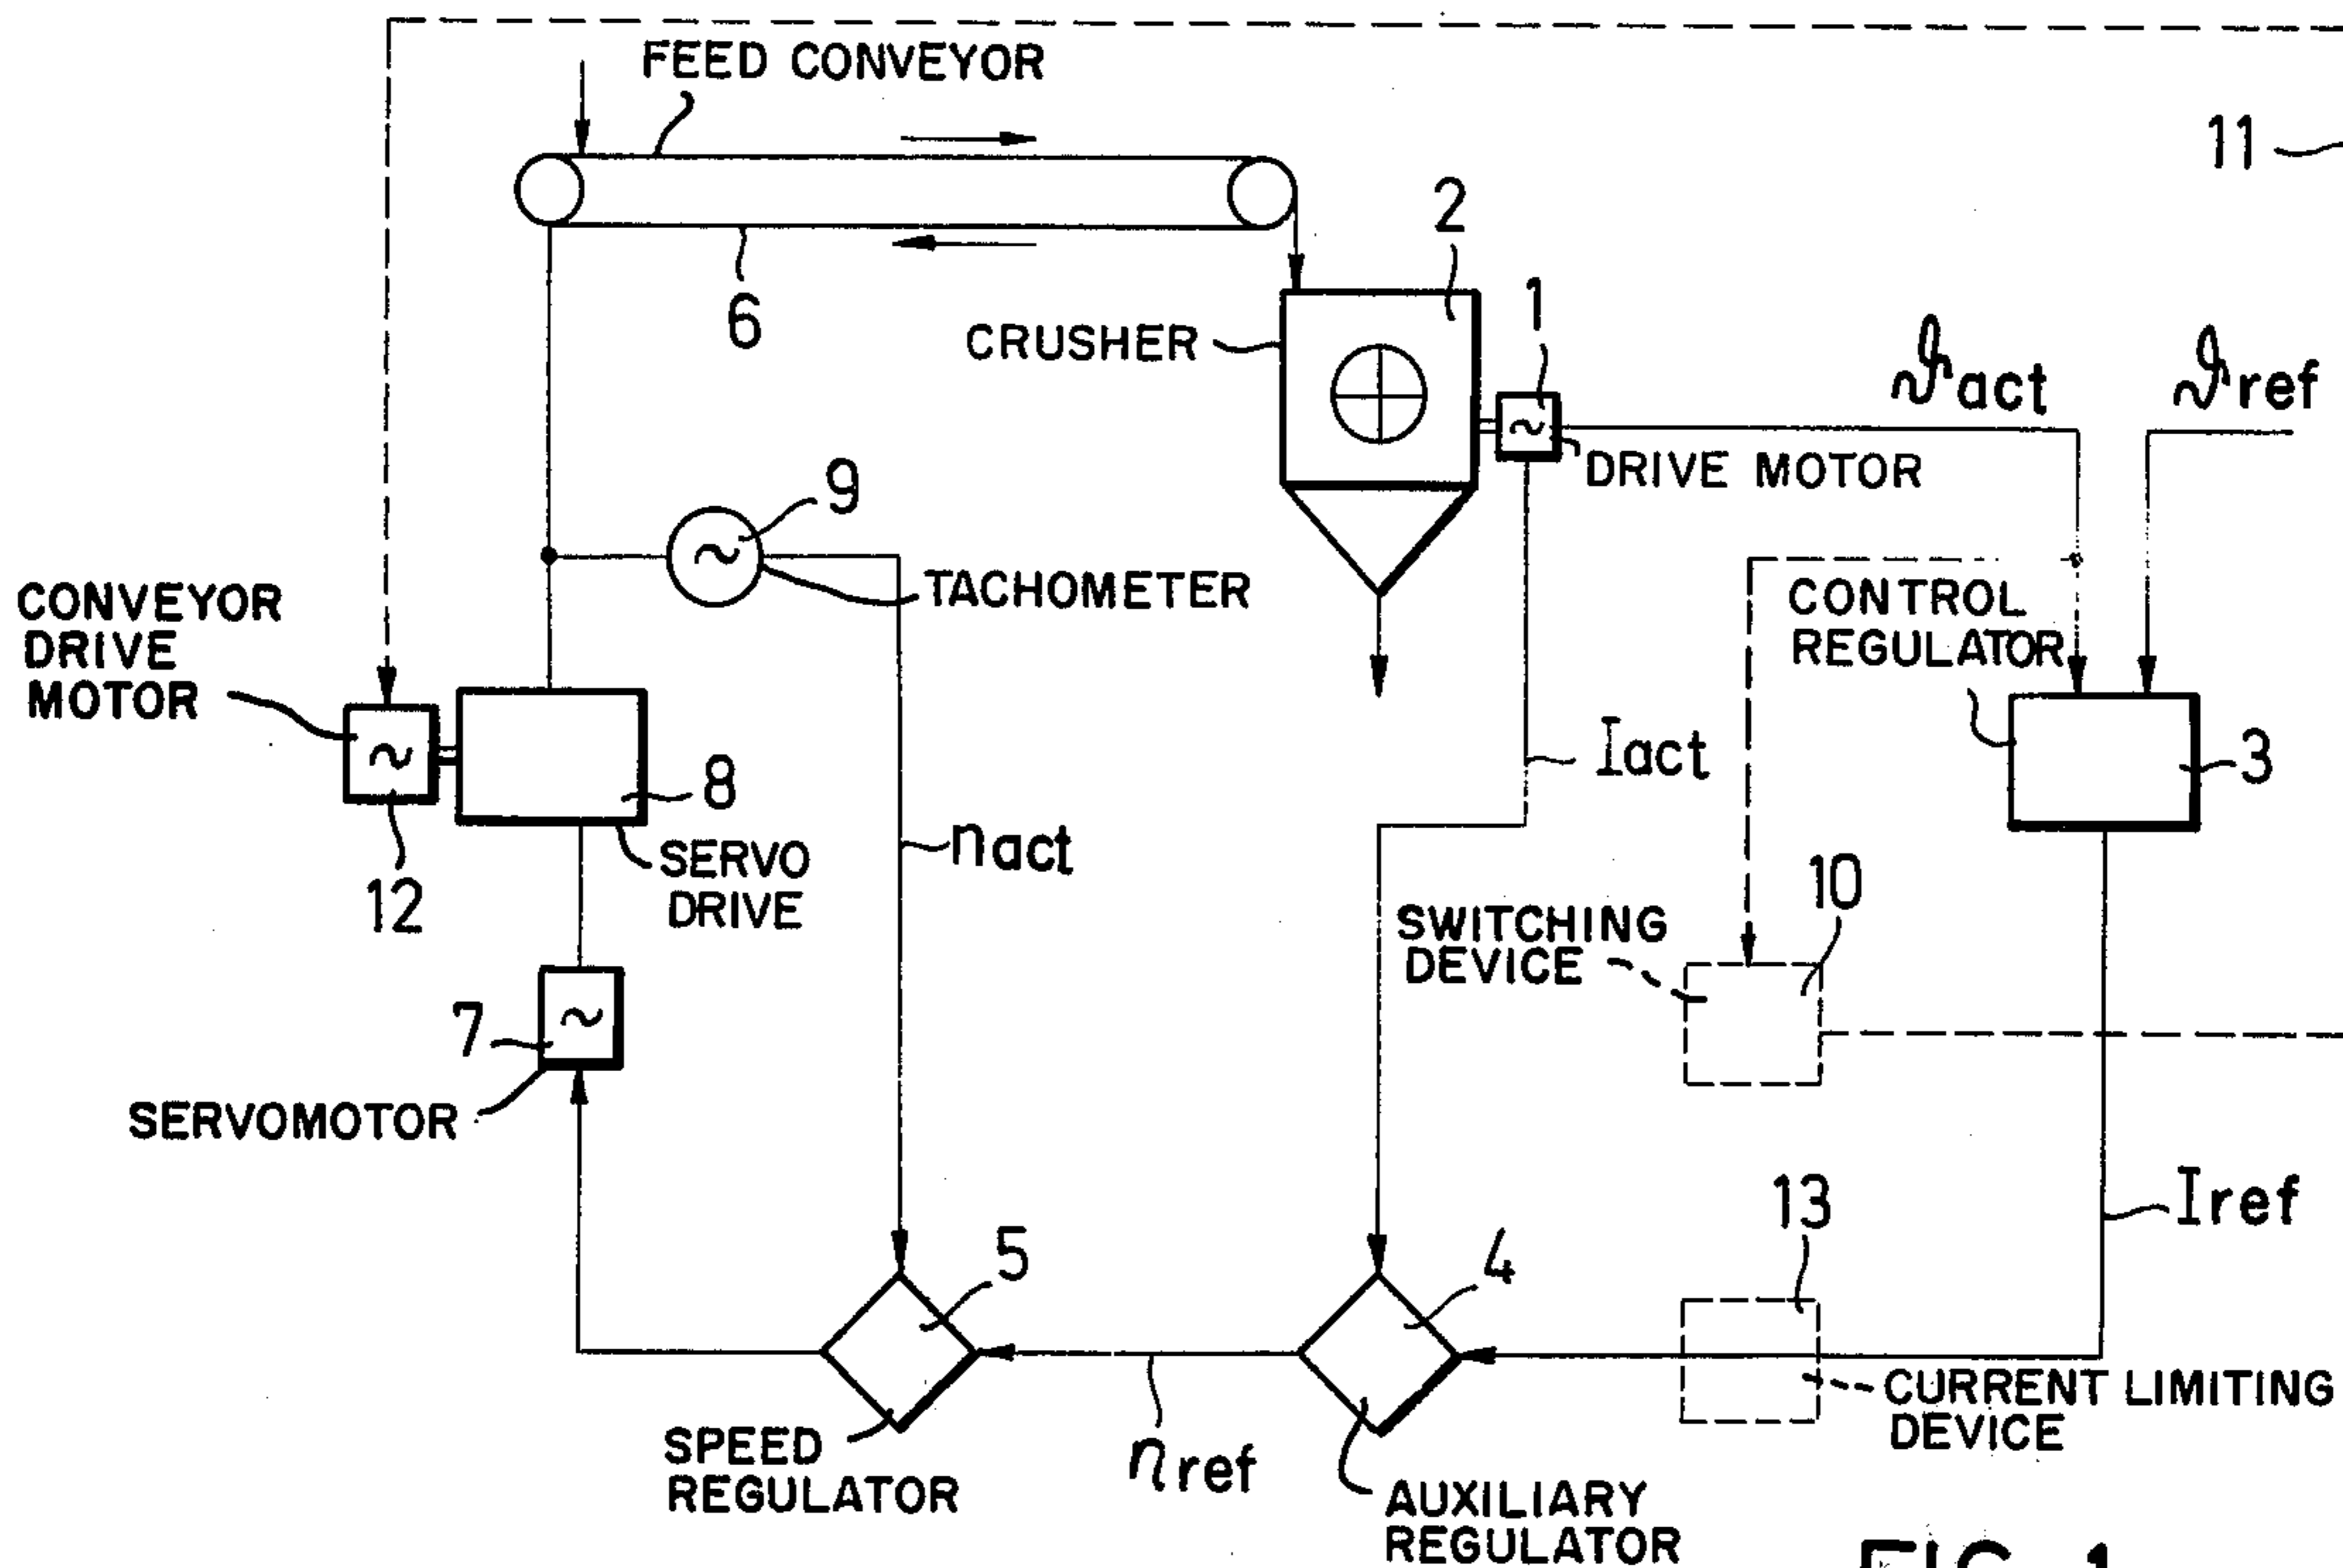 FEED CONVEYOR
11
2
6
CRUSHER
1
ϑact
ϑref
DRIVE MOTOR
9
TACHOMETER
CONVEYOR
DRIVE
MOTOR
CONTROL
REGULATOR
Iact
3
8
nact
SERVO
DRIVE
12
10
SWITCHING
DEVICE
7
SERVOMOTOR
13
Iref
5
4
SPEED
REGULATOR
nref
CURRENT LIMITING
DEVICE
AUXILIARY
REGULATOR
FIG. 1